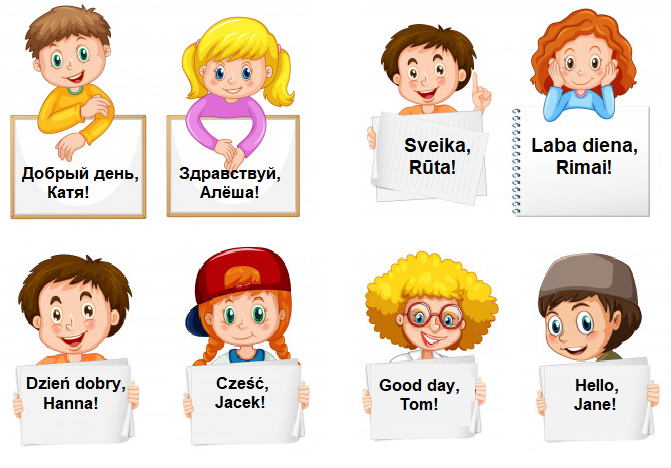 Добрый день,
Катя!
Здравствуй,
Алёша!
Sveika,
Rūta!
Laba diena,
Rimai!
Dzień dobry,
Hanna!
Cześć,
Jacek!
Good day,
Tom!
Hello,
Jane!